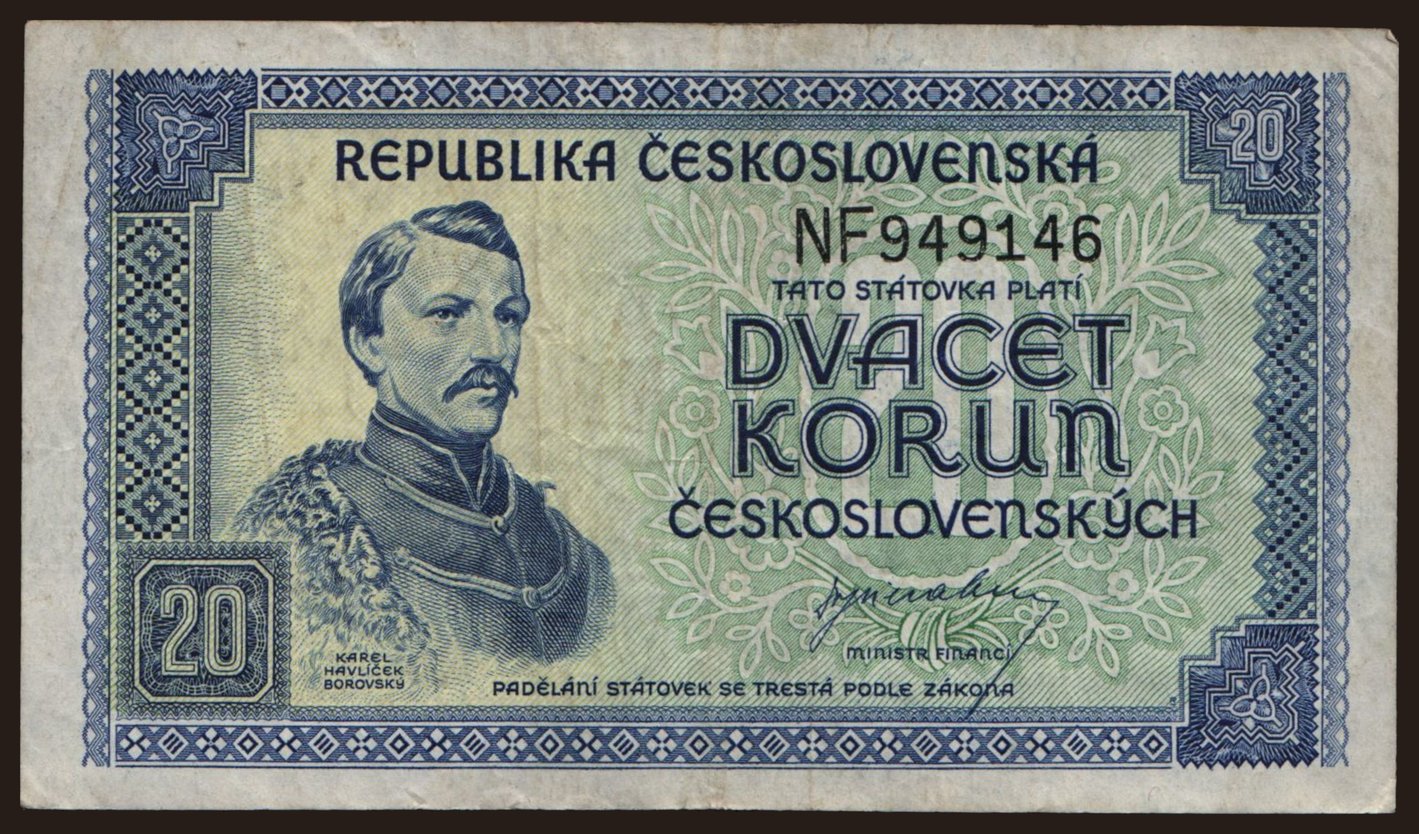 REPUBLIKA ČESKOSLOVENSKÁ
20
NF949146
TATO STÁTOVKA PLATÍ
DVACET
KORUN
ČESKOSLOVENSKÝCH
20
KAREL
HAVLÍČEK
BOROVSKÝ
MINISTR FINANCÍ
PADĚLÁNÍ STÁTOVEK SE TRESTÁ PODLE ZÁKONA